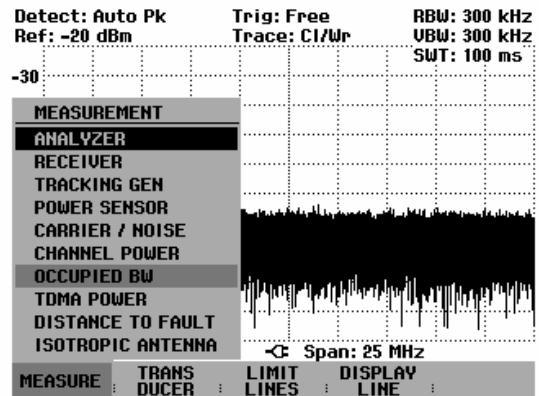 Detect: Auto Pk Trig: Free RBW: 300 kHz
Ref: -20 dBm Trace: Cl/Wr VBW: 300 kHz
SWT: 100 ms
-30
MEASUREMENT
ANALYZER
RECEIVER
TRACKING GEN
POWER SENSOR
CARRIER / NOISE
CHANNEL POWER
OCCUPIED BW
TDMA POWER
DISTANCE TO FAULT
ISOTROPIC ANTENNA
Span: 25 MHz
MEASURE
TRANS
DUCER
LIMIT
LINES
DISPLAY
LINE